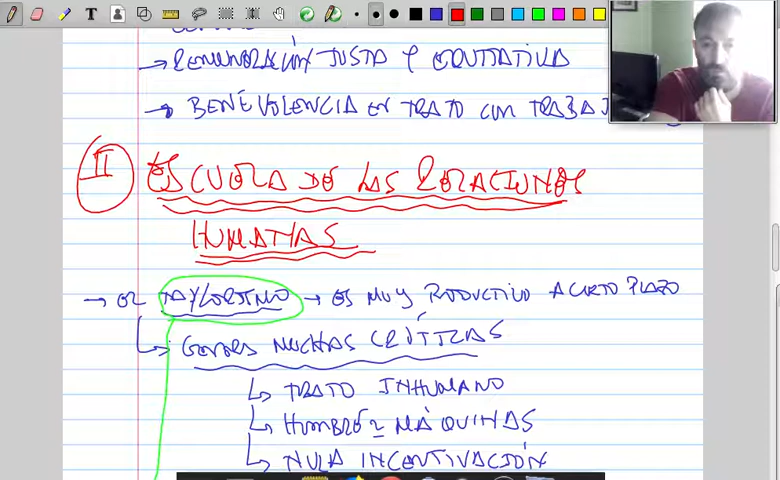 → REMUNERACIÓN JUSTA Y EQUITATIVA
→ BENEVOLENCIA EN TRATO CON TRABAJ
II ESCUELA DE LAS RELACIONES
HUMANAS
→ EL TAYLORISMO → ES MUY PRODUCTIVO A CORTO PLAZO
GENERA MUCHAS CRÍTICAS
TRATO INHUMANO
HOMBRE = MÁQUINAS
NULA INCENTIVACIÓN